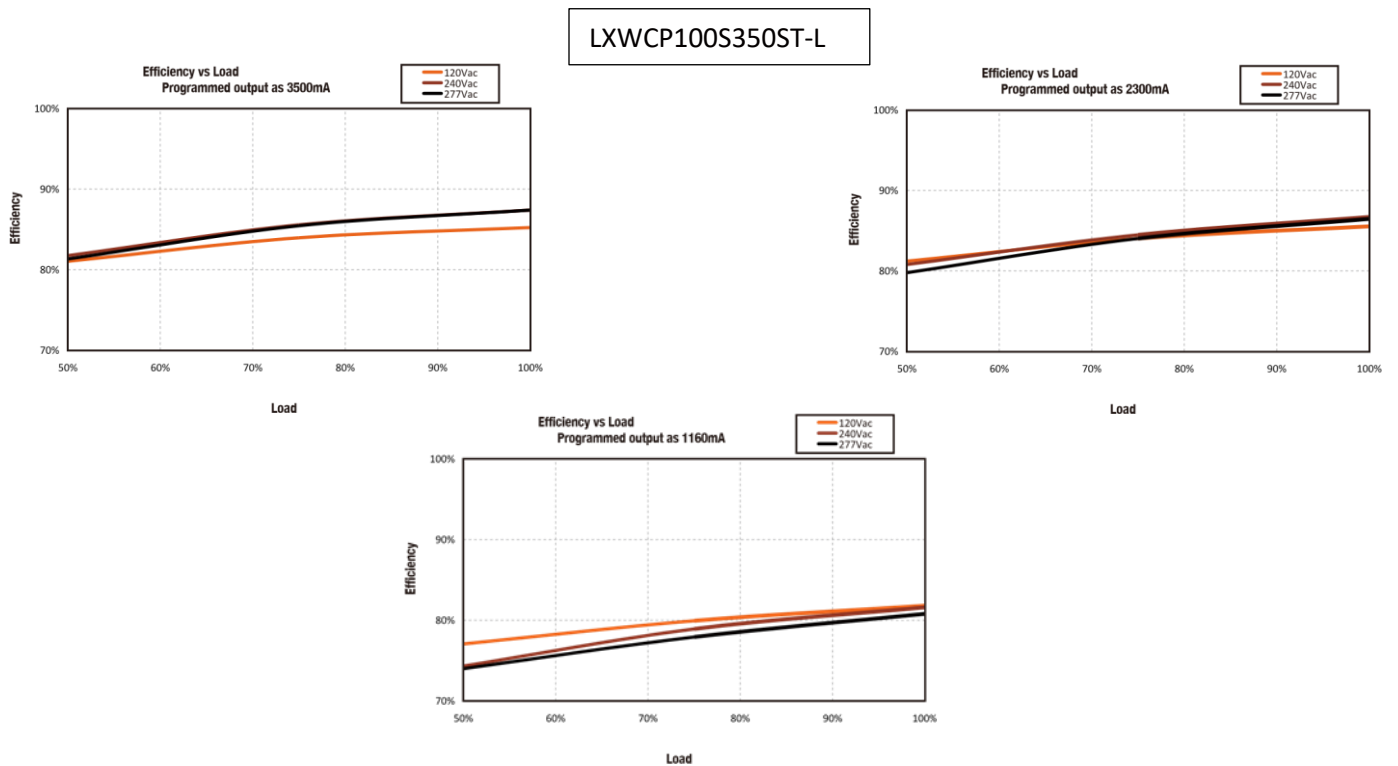 LXWCP100S350ST-L
Efficiency vs Load
Programmed output as 3500mA
120Vac
240Vac
277Vac
100%
90%
80%
70%
Efficiency
50% 60% 70% 80% 90% 100%
Load
Efficiency vs Load
Programmed output as 2300mA
120Vac
240Vac
277Vac
100%
90%
80%
70%
Efficiency
50% 60% 70% 80% 90% 100%
Load
Efficiency vs Load
Programmed output as 1160mA
120Vac
240Vac
277Vac
100%
90%
80%
70%
Efficiency
50% 60% 70% 80% 90% 100%
Load